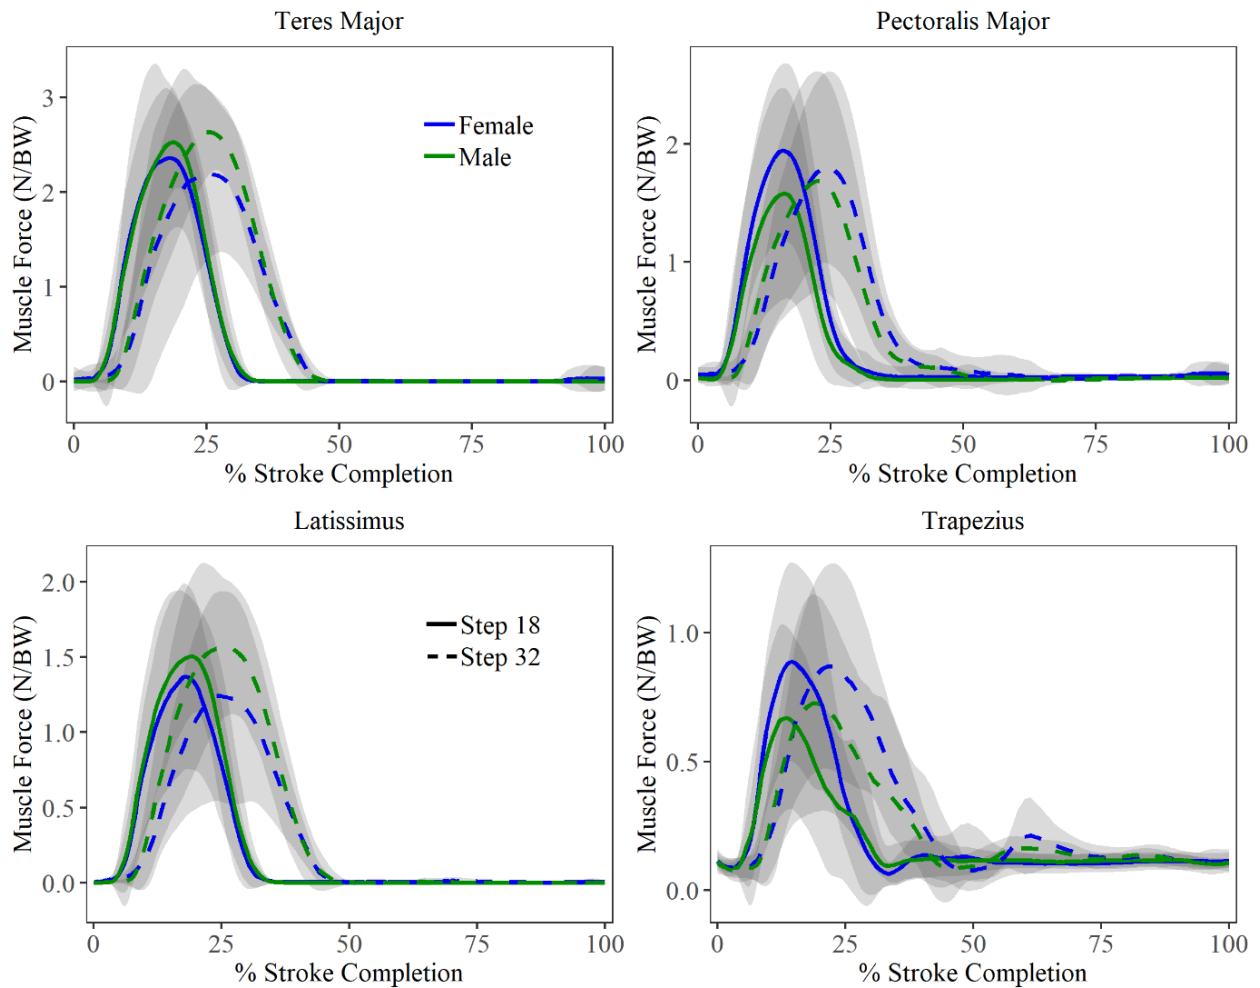 Teres Major
Muscle Force (N/BW)
3
2
1
0
Female
Male
0 25 50 75 100
% Stroke Completion
Pectoralis Major
Muscle Force (N/BW)
2
1
0
0 25 50 75 100
% Stroke Completion
Latissimus
Muscle Force (N/BW)
2.0
1.5
1.0
0.5
0.0
Step 18
Step 32
0 25 50 75 100
% Stroke Completion
Trapezius
Muscle Force (N/BW)
1.0
0.5
0.0
0 25 50 75 100
% Stroke Completion